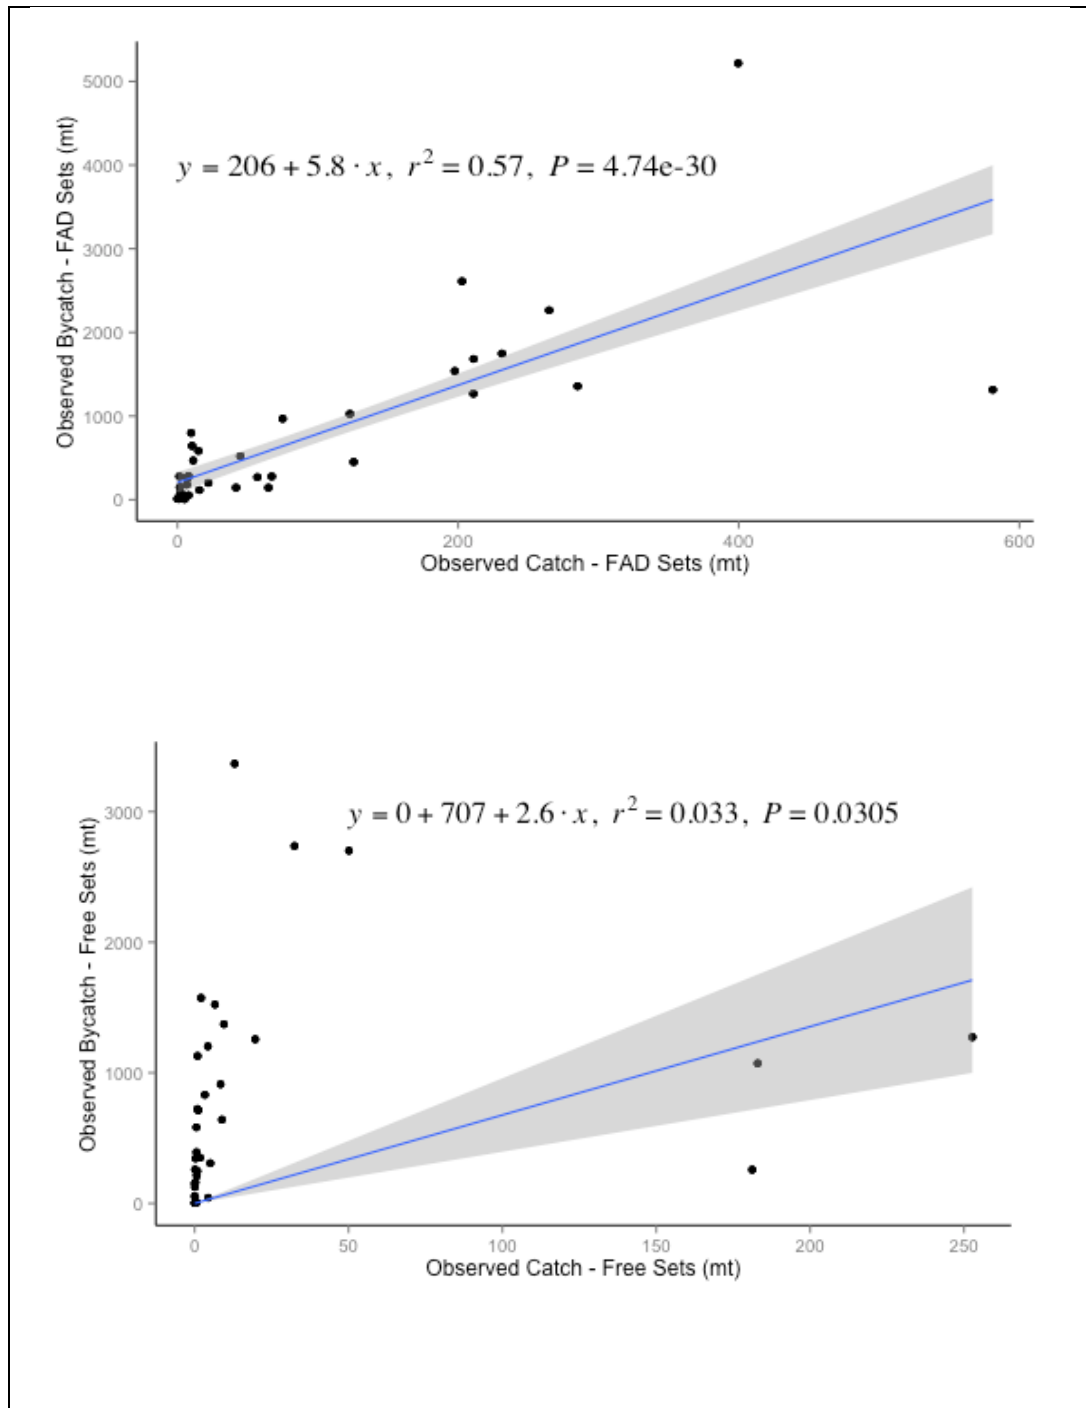 5000
4000
3000
2000
1000
0
Observed Bycatch - FAD Sets (mt)
y = 206 + 5.8 · x, r² = 0.57, P = 4.74e-30
0 200 400 600
Observed Catch - FAD Sets (mt)
3000
2000
1000
0
Observed Bycatch - Free Sets (mt)
y = 0 + 707 + 2.6 · x, r² = 0.033, P = 0.0305
0 50 100 150 200 250
Observed Catch - Free Sets (mt)